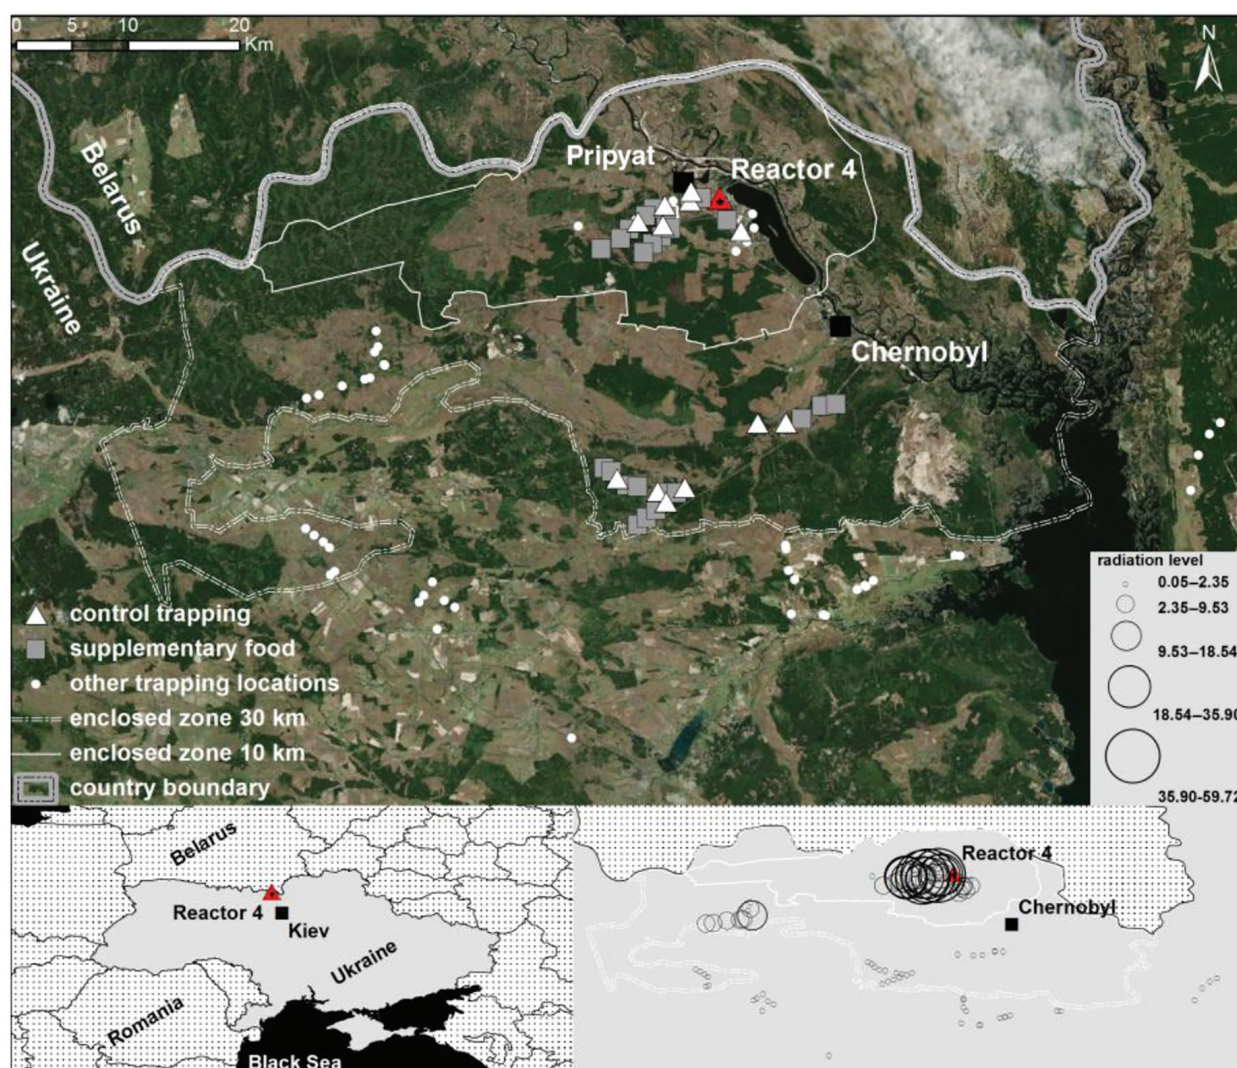 0 5 10 20
Km
N
Belarus
Ukraine
Pripyat
Reactor 4
Chernobyl
control trapping
supplementary food
other trapping locations
enclosed zone 30 km
enclosed zone 10 km
country boundary
radiation level
0.05–2.35
2.35–9.53
9.53–18.54
18.54–35.90
35.90-59.72
Belarus
Reactor 4
Kiev
Ukraine
Romania
Black Sea
Reactor 4
Chernobyl